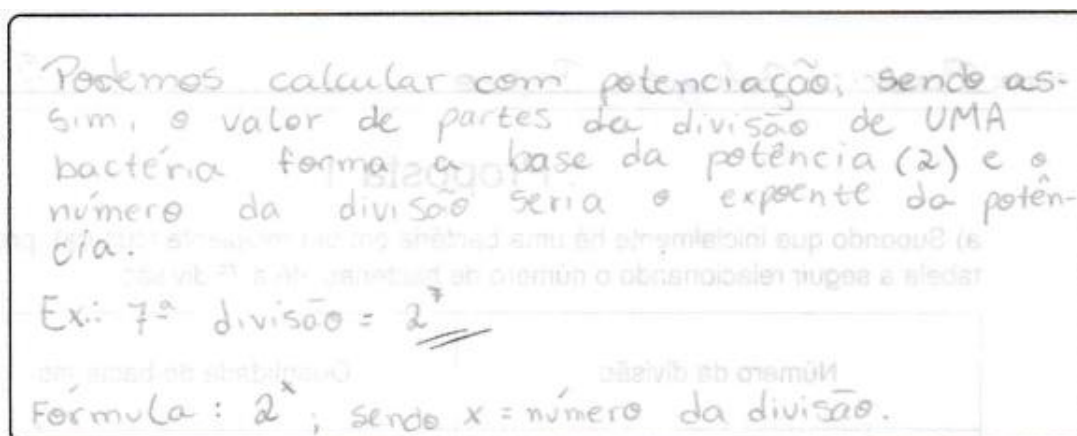 Podemos calcular com potenciação, sendo as-
sim, o valor de partes da divisão de UMA
bactéria forma a base da potência (2) e o
número da divisão seria o expoente da potên-
cia.
Ex.: 7ª divisão = 2⁷
Fórmula: 2ˣ, sendo x = número da divisão.